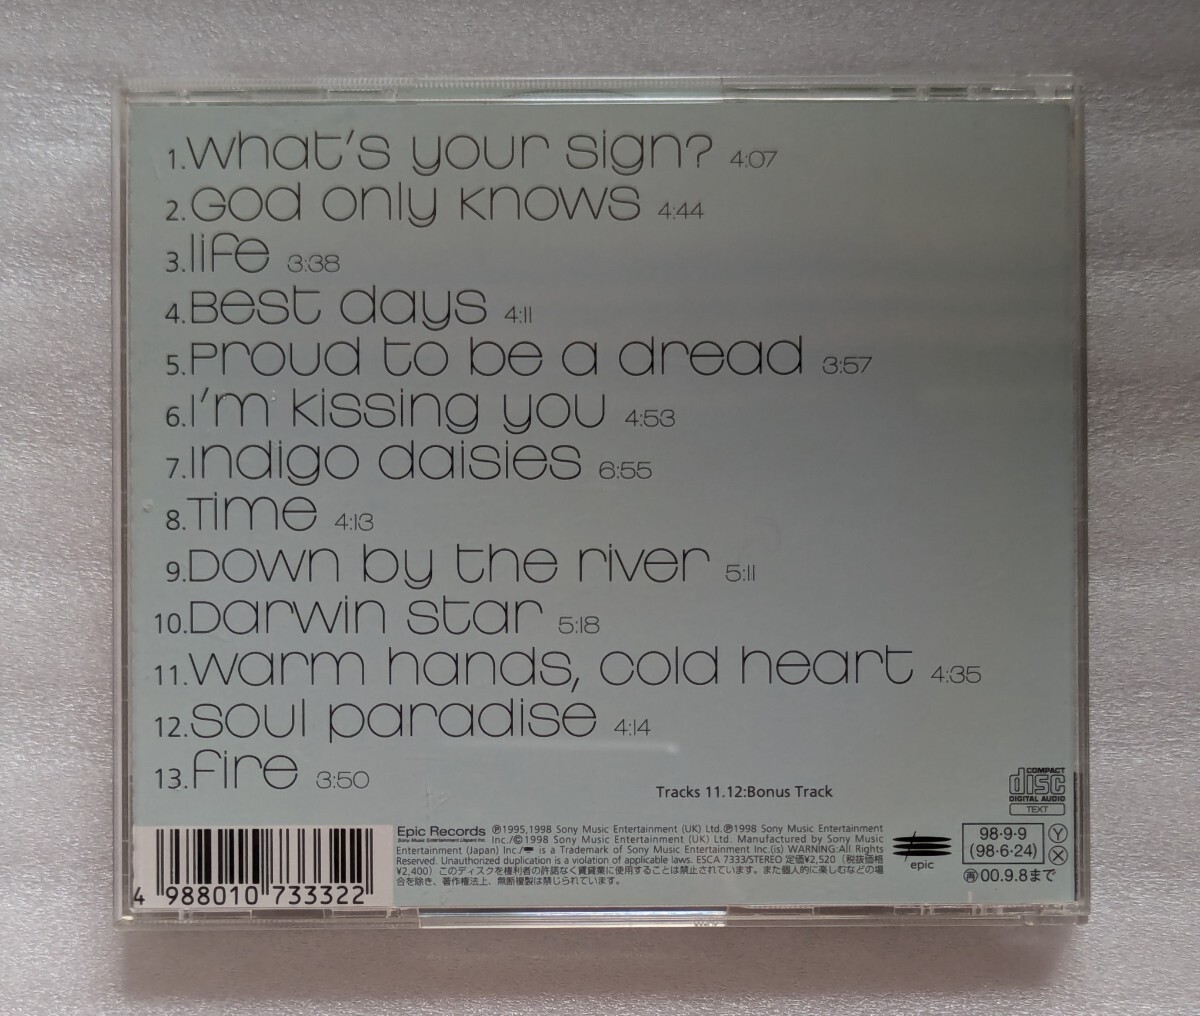 1. What's your sign? 4:07
2. God only knows 4:44
3. life 3:38
4. Best days 4:11
5. Proud to be a dread 3:57
6. I'm kissing you 4:53
7. Indigo daisies 6:55
8. Time 4:13
9. Down by the river 5:11
10. Darwin star 5:18
11. Warm hands, cold heart 4:35
12. Soul paradise 4:14
13. Fire 3:50
Tracks 11.12:Bonus Track
COMPACT
disc
DIGITAL AUDIO
TEXT
4 988010 733322
Epic Records ℗1995,1998 Sony Music Entertainment (UK) Ltd.℗1998 Sony Music Entertainment
Sony Music Entertainment (Japan) Inc. Inc./©1998 Sony Music Entertainment (UK) Ltd. Manufactured by Sony Music
Entertainment (Japan) Inc./ is a Trademark of Sony Music Entertainment Inc.(is) WARNING:All Rights
Reserved. Unauthorized duplication is a violation of applicable laws. ESCA 7333/STEREO 定価¥2,520 (税抜価格
¥2,400) このディスクを権利者の許諾なく賃貸業に使用することは禁止されています。また個人的に楽しむなどの場
合を除き、著作権法上、無断複製は禁じられています。
epic
98・9・9
(98・6・24)
Y
X
再00.9.8まで